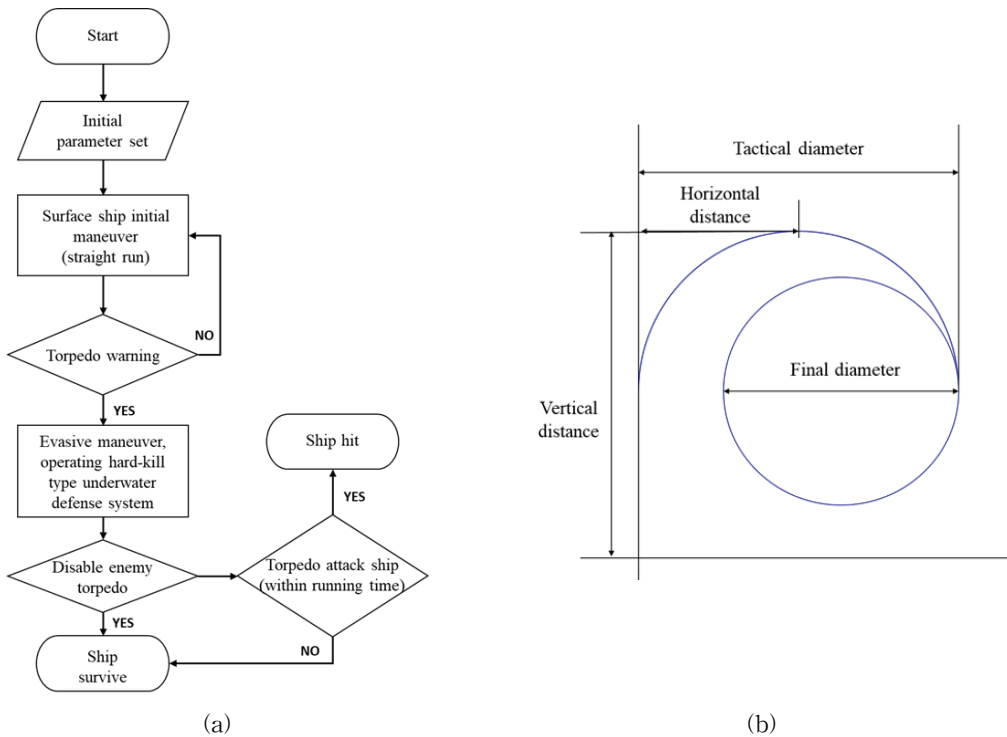 Start
Initial
parameter set
Surface ship initial
maneuver
(straight run)
NO
Torpedo warning
YES
Evasive maneuver,
operating hard-kill
type underwater
defense system
Ship hit
YES
Disable enemy
torpedo
Torpedo attack ship
(within running time)
YES
NO
Ship
survive
(a)
Tactical diameter
Horizontal
distance
Final diameter
Vertical
distance
(b)